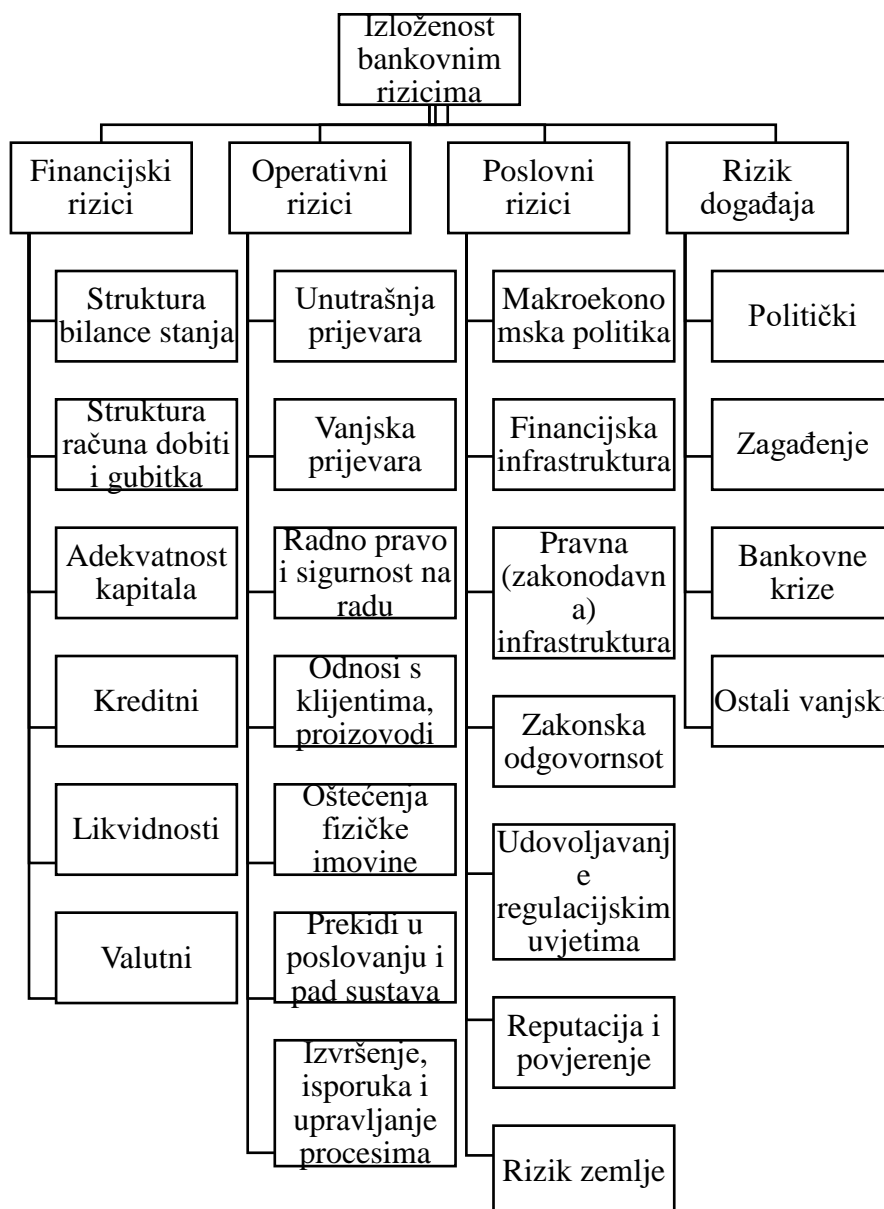 Izloženost
bankovnim
rizicima
Financijski
rizici
Struktura
bilance stanja
Struktura
računa dobiti
i gubitka
Adekvatnost
kapitala
Kreditni
Likvidnosti
Valutni
Operativni
rizici
Unutrašnja
prijevara
Vanjska
prijevara
Radno pravo
i sigurnost na
radu
Odnosi s
klijentima,
proizovodi
Oštećenja
fizičke
imovine
Prekidi u
poslovanju i
pad sustava
Izvršenje,
isporuka i
upravljanje
procesima
Poslovni
rizici
Makroekono
mska politika
Financijska
infrastruktura
Pravna
(zakonodavn
a)
infrastruktura
Zakonska
odgovornsot
Udovoljavanj
e
regulacijskim
uvjetima
Reputacija i
povjerenje
Rizik zemlje
Rizik
događaja
Politički
Zagađenje
Bankovne
krize
Ostali vanjski